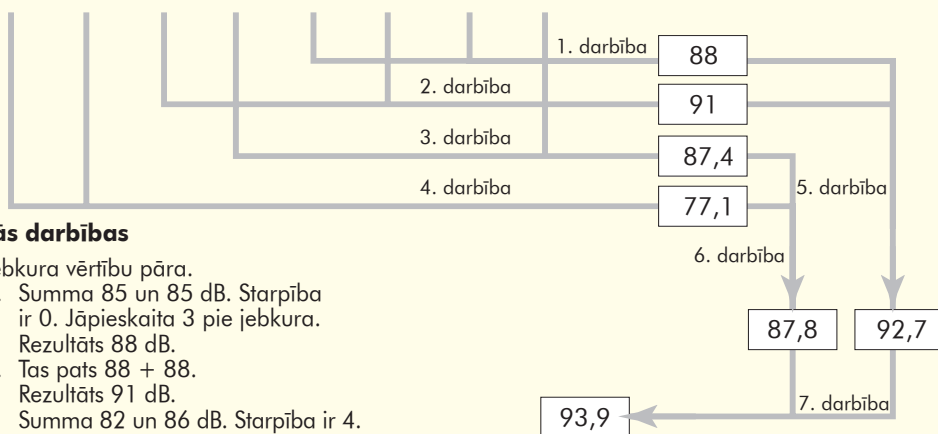 1. darbība
88
2. darbība
91
3. darbība
87,4
4. darbība
77,1
5. darbība
6. darbība
87,8
92,7
7. darbība
93,9
darbības
vērtību pāra.
Summa 85 un 85 dB. Starpība
ir 0. Jāpieskaita 3 pie jebkura.
Rezultāts 88 dB.
Tas pats 88 + 88.
Rezultāts 91 dB.
Summa 82 un 86 dB. Starpība ir 4.